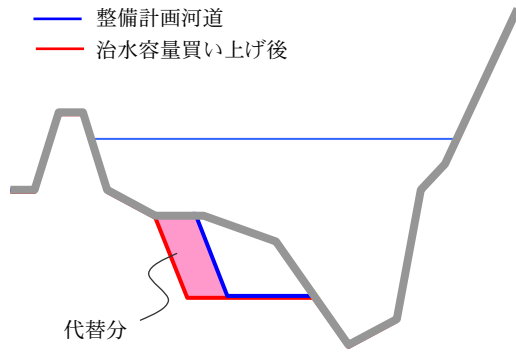 整備計画河道
治水容量買い上げ後
代替分